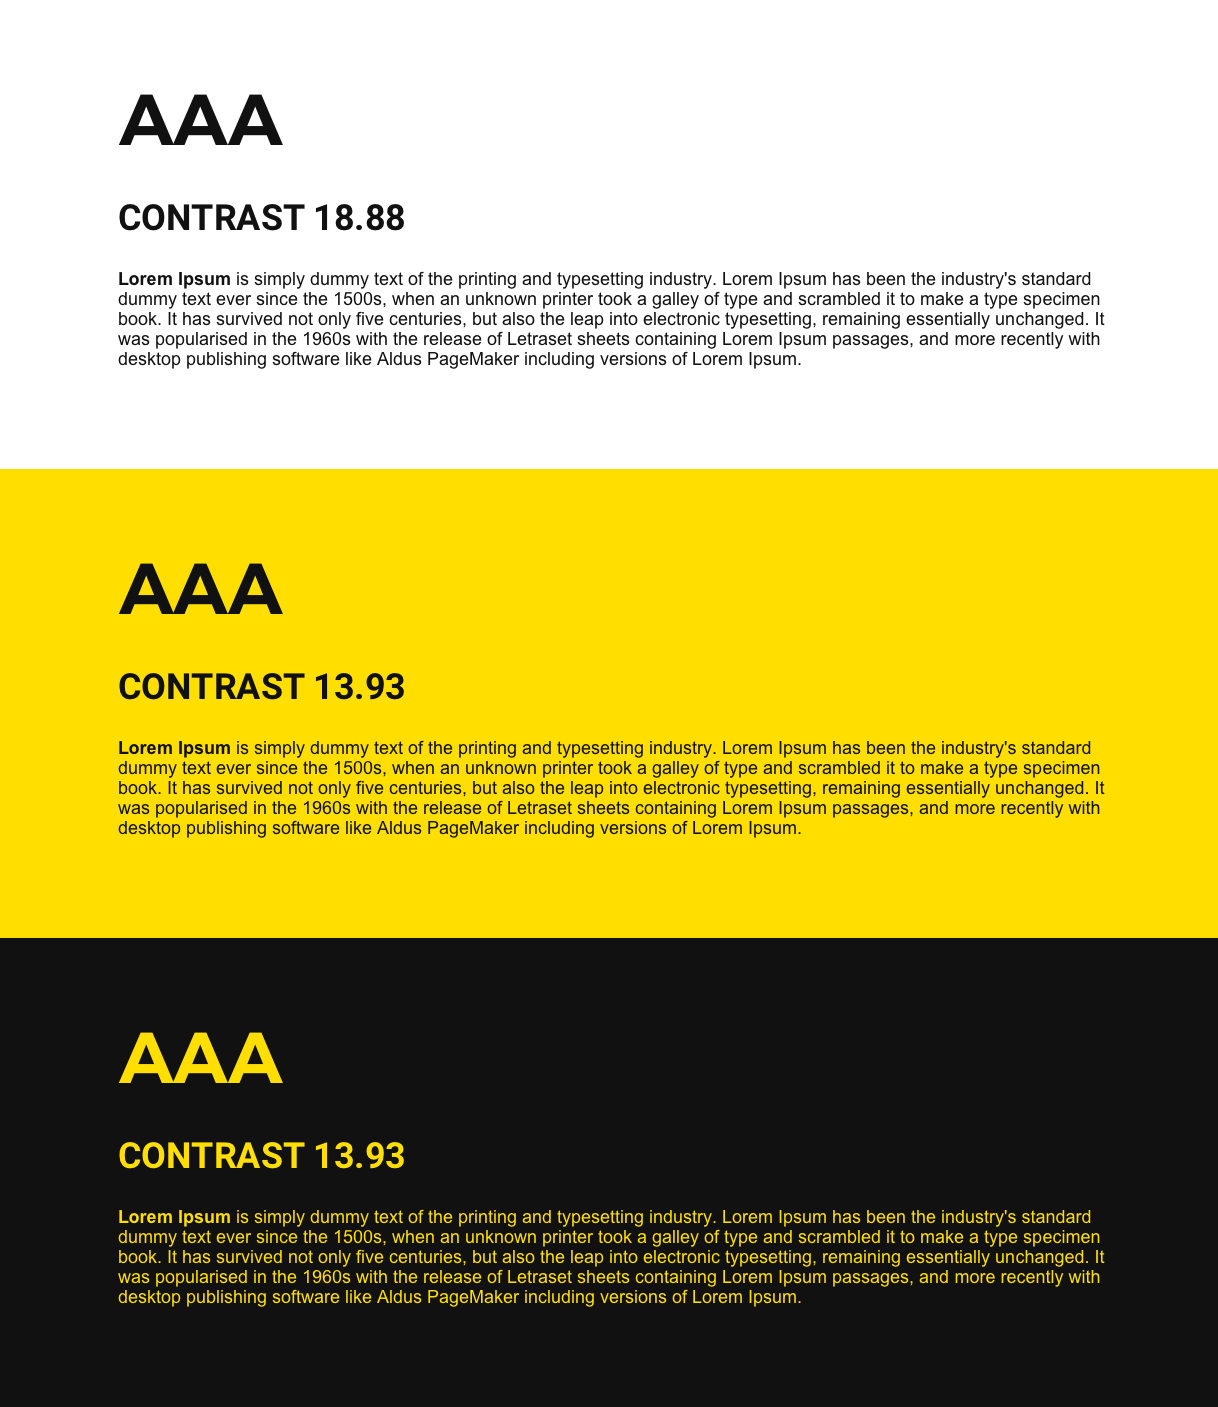 AAA
CONTRAST 18.88
Lorem Ipsum is simply dummy text of the printing and typesetting industry. Lorem Ipsum has been the industry's standard
dummy text ever since the 1500s, when an unknown printer took a galley of type and scrambled it to make a type specimen
book. It has survived not only five centuries, but also the leap into electronic typesetting, remaining essentially unchanged. It
was popularised in the 1960s with the release of Letraset sheets containing Lorem Ipsum passages, and more recently with
desktop publishing software like Aldus PageMaker including versions of Lorem Ipsum.
AAA
CONTRAST 13.93
Lorem Ipsum is simply dummy text of the printing and typesetting industry. Lorem Ipsum has been the industry's standard
dummy text ever since the 1500s, when an unknown printer took a galley of type and scrambled it to make a type specimen
book. It has survived not only five centuries, but also the leap into electronic typesetting, remaining essentially unchanged. It
was popularised in the 1960s with the release of Letraset sheets containing Lorem Ipsum passages, and more recently with
desktop publishing software like Aldus PageMaker including versions of Lorem Ipsum.
AAA
CONTRAST 13.93
Lorem Ipsum is simply dummy text of the printing and typesetting industry. Lorem Ipsum has been the industry's standard
dummy text ever since the 1500s, when an unknown printer took a galley of type and scrambled it to make a type specimen
book. It has survived not only five centuries, but also the leap into electronic typesetting, remaining essentially unchanged. It
was popularised in the 1960s with the release of Letraset sheets containing Lorem Ipsum passages, and more recently with
desktop publishing software like Aldus PageMaker including versions of Lorem Ipsum.